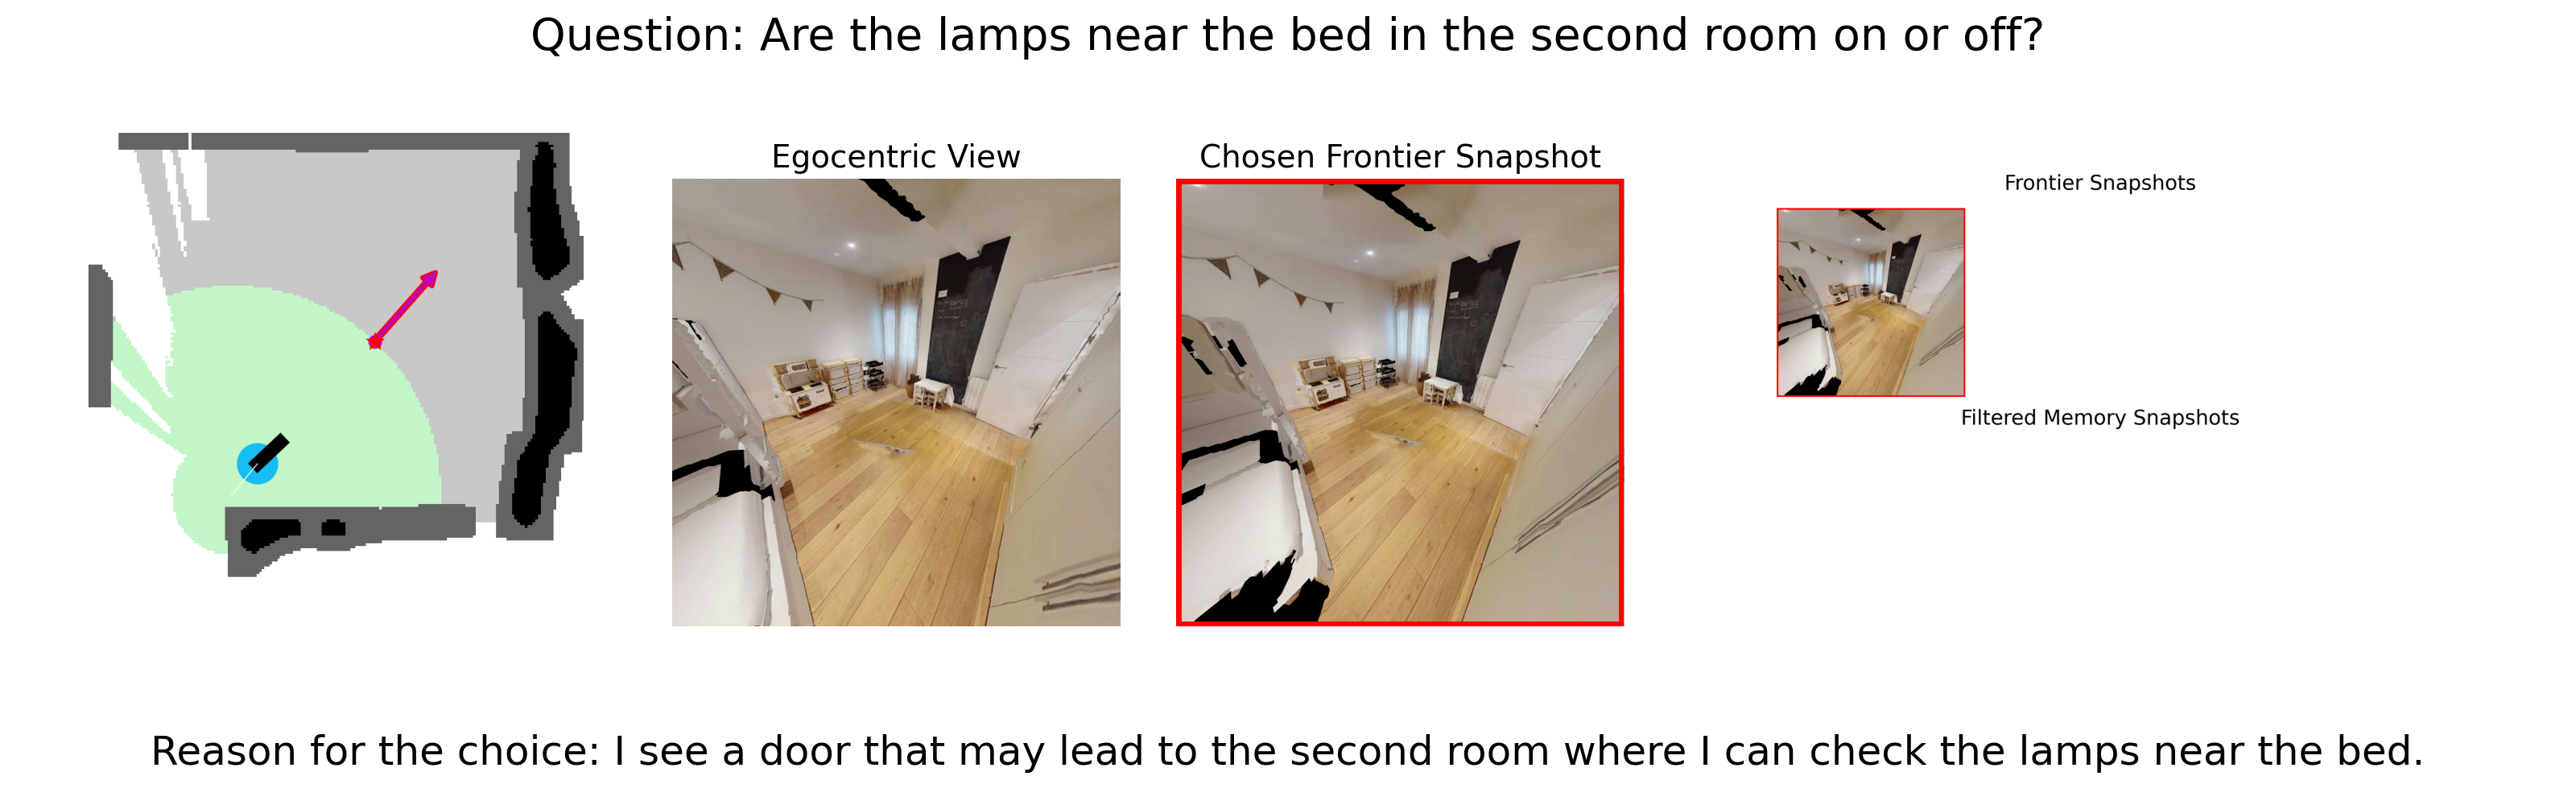 Question: Are the lamps near the bed in the second room on or off?
Egocentric View
Chosen Frontier Snapshot
Frontier Snapshots
Filtered Memory Snapshots
Reason for the choice: I see a door that may lead to the second room where I can check the lamps near the bed.